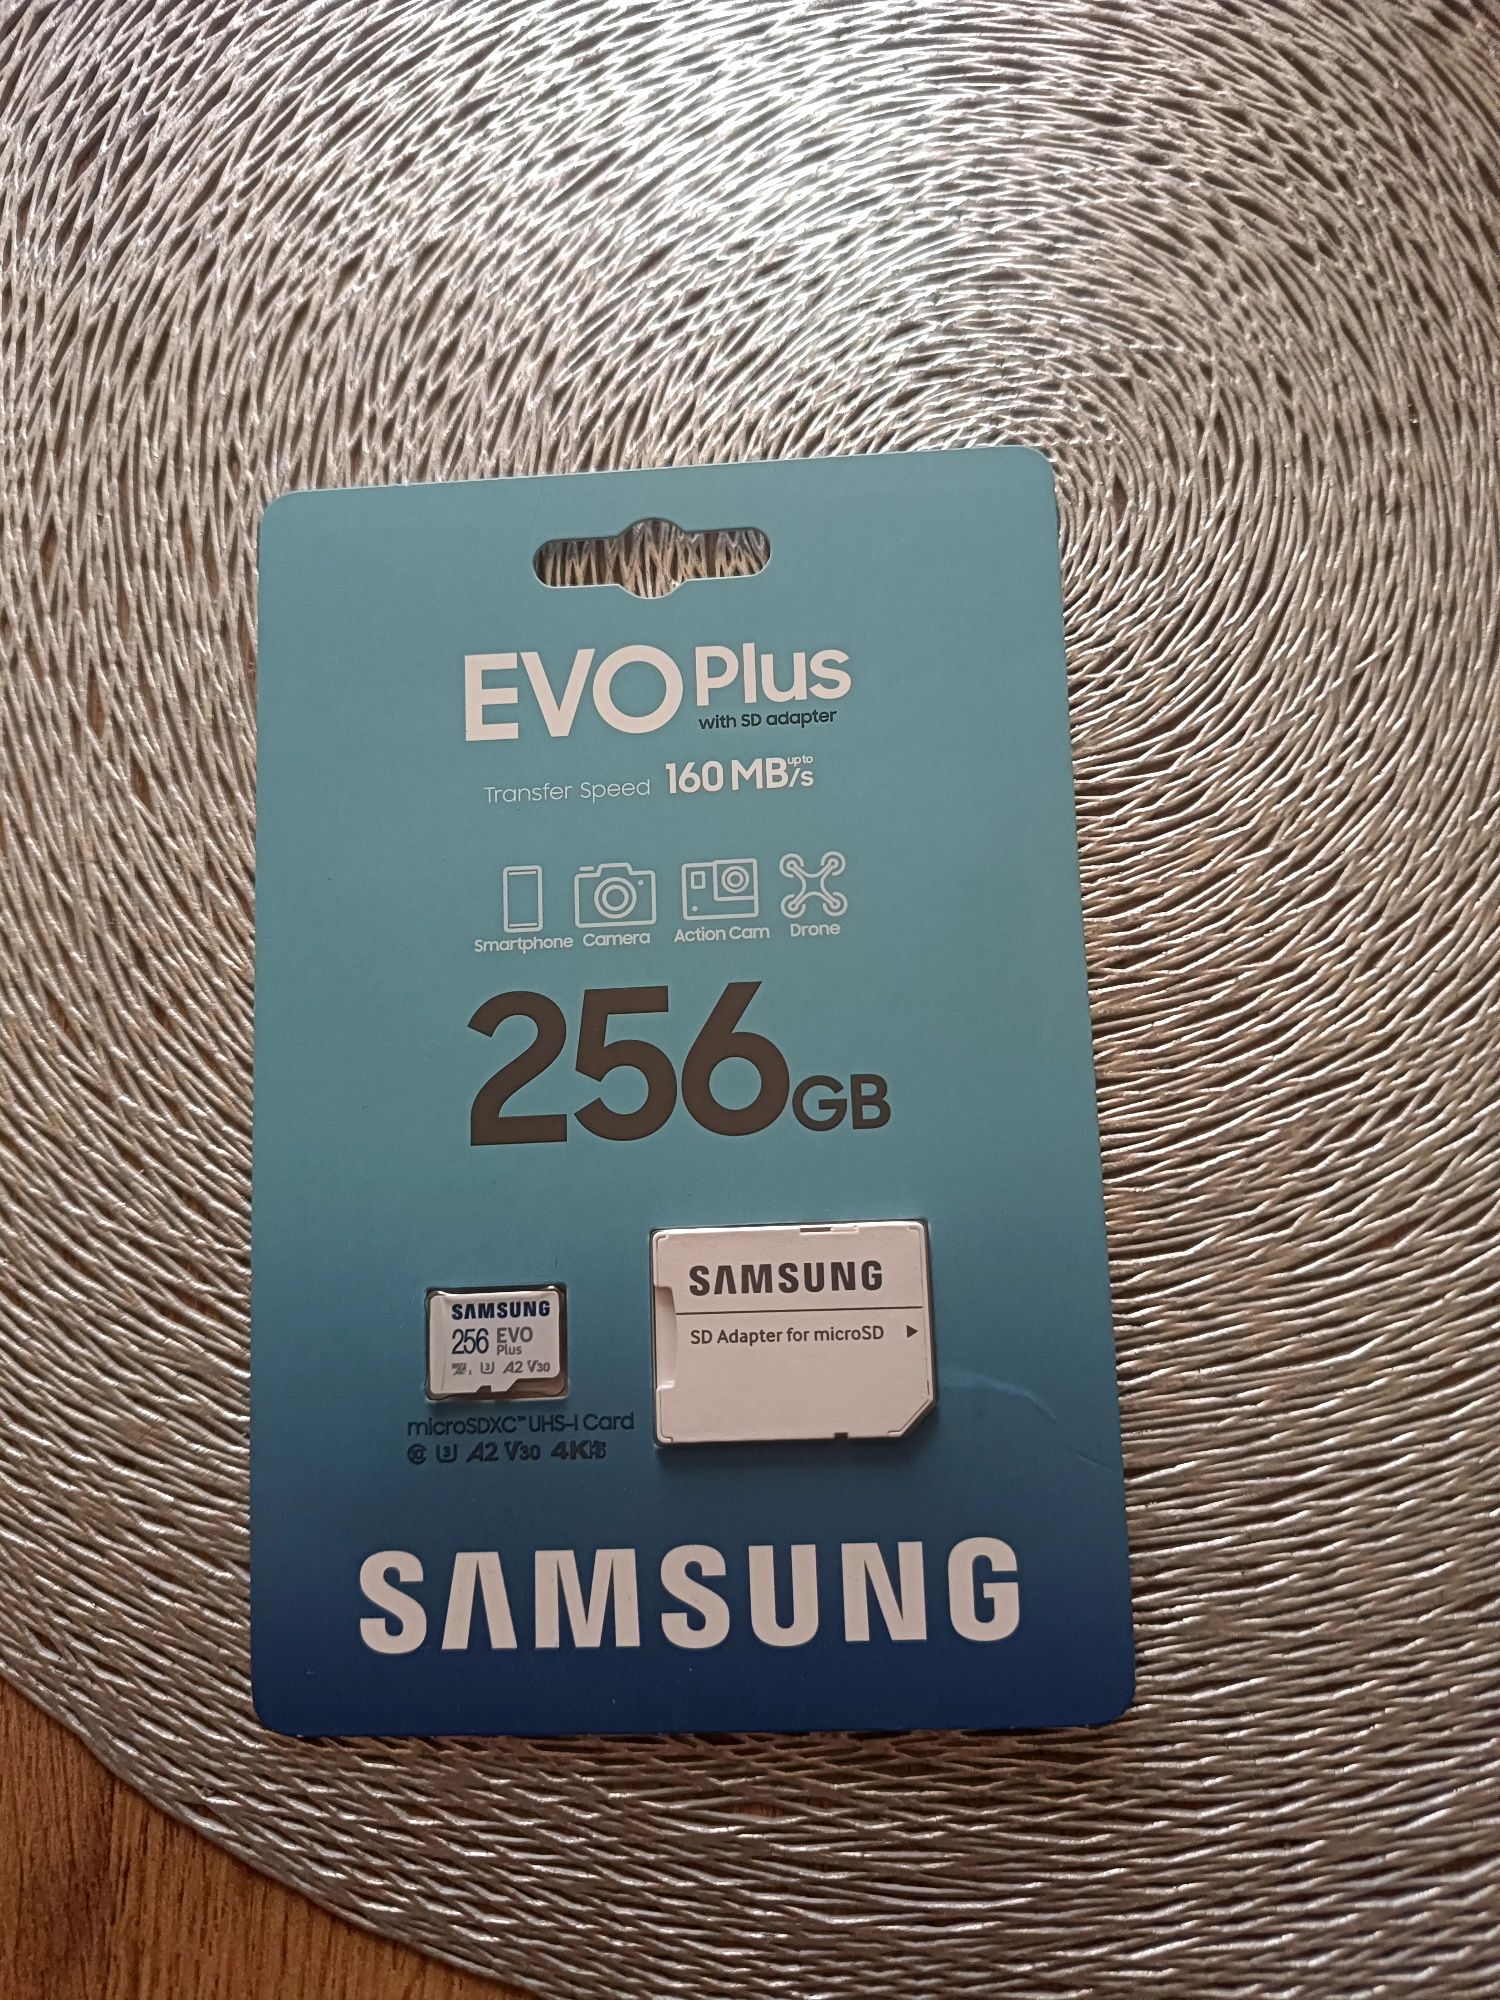 EVO Plus
with SD adapter
Transfer Speed 160 MB/s up to
Smartphone Camera Action Cam Drone
256GB
SAMSUNG
256 EVO
Plus
U3 A2 V30
SAMSUNG
SD Adapter for microSD
microSDXC™ UHS-I Card
A2 V30 4K
SAMSUNG